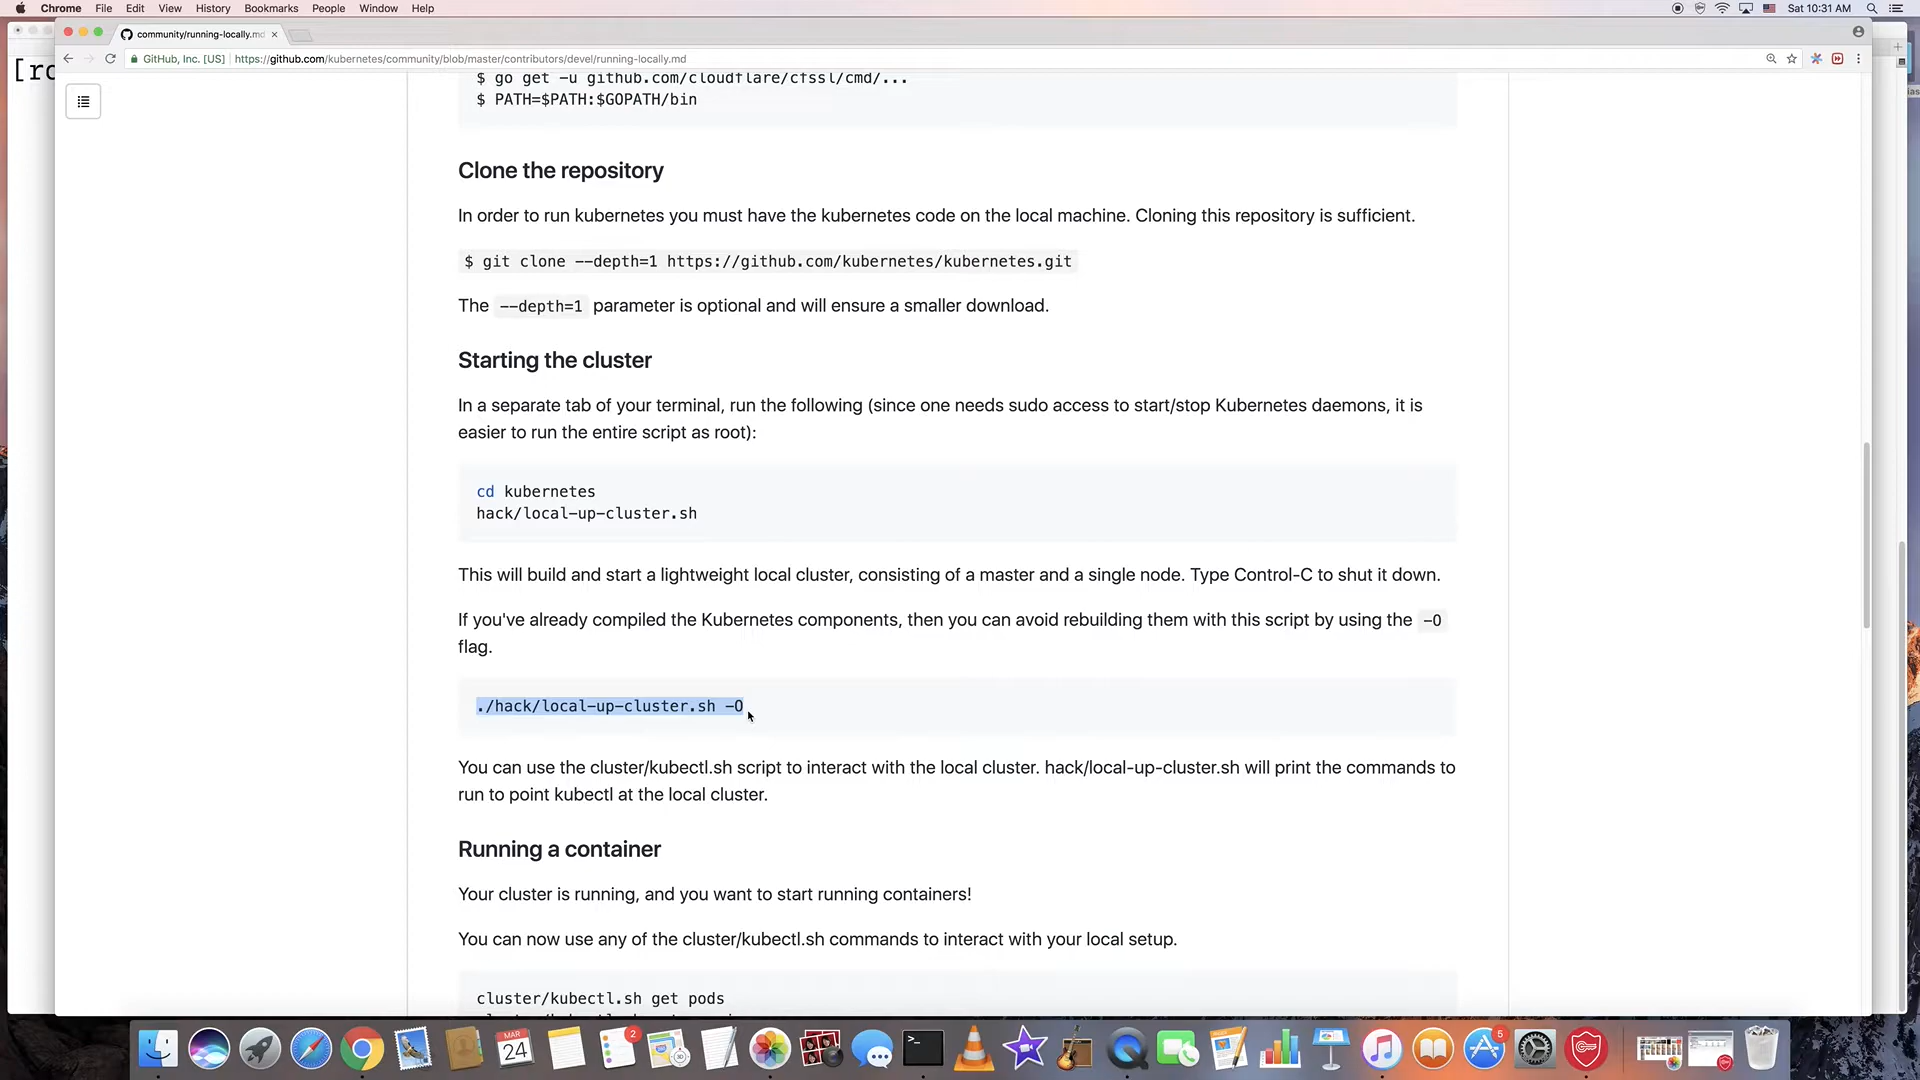 Chrome File Edit View History Bookmarks People Window Help
Sat 10:31 AM
community/running-locally.md
GitHub, Inc. [US] https://github.com/kubernetes/community/blob/master/contributors/devel/running-locally.md
[ro
$ go get -u github.com/cloudflare/cfssl/cmd/...
$ PATH=$PATH:$GOPATH/bin
Clone the repository
In order to run kubernetes you must have the kubernetes code on the local machine. Cloning this repository is sufficient.
$ git clone --depth=1 https://github.com/kubernetes/kubernetes.git
The --depth=1 parameter is optional and will ensure a smaller download.
Starting the cluster
In a separate tab of your terminal, run the following (since one needs sudo access to start/stop Kubernetes daemons, it is
easier to run the entire script as root):
cd kubernetes
hack/local-up-cluster.sh
This will build and start a lightweight local cluster, consisting of a master and a single node. Type Control-C to shut it down.
If you've already compiled the Kubernetes components, then you can avoid rebuilding them with this script by using the -O
flag.
./hack/local-up-cluster.sh -O
You can use the cluster/kubectl.sh script to interact with the local cluster. hack/local-up-cluster.sh will print the commands to
run to point kubectl at the local cluster.
Running a container
Your cluster is running, and you want to start running containers!
You can now use any of the cluster/kubectl.sh commands to interact with your local setup.
cluster/kubectl.sh get pods
MAR
24
2
5